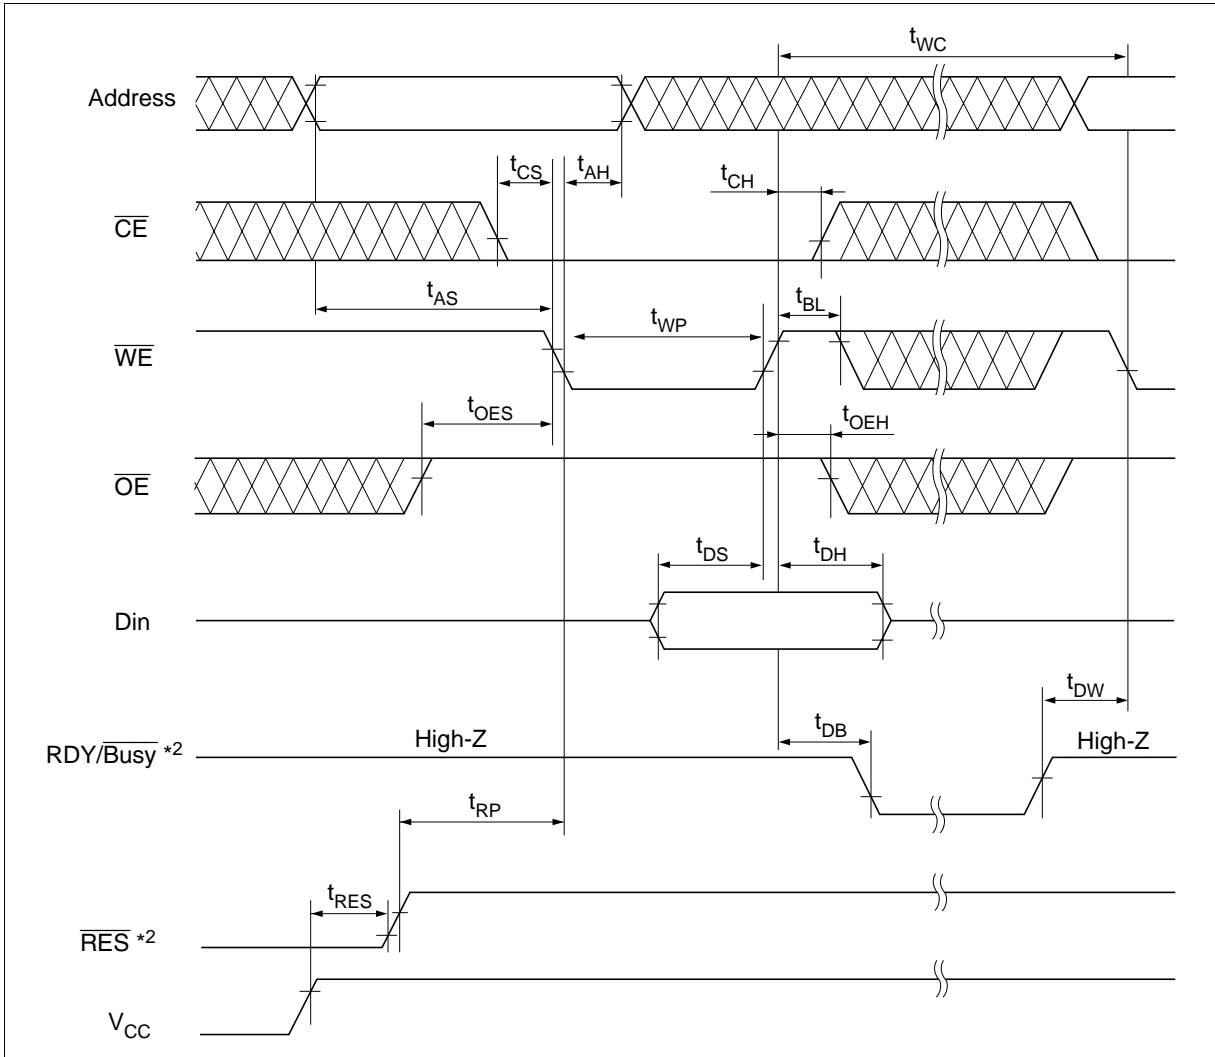 tWC
Address
tCS
tAH
tCH
CE
tAS
tBL
tWP
WE
tOES
tOEH
OE
tDS
tDH
Din
tDW
tDB
RDY/Busy *2
High-Z
High-Z
tRP
tRES
RES *2
VCC